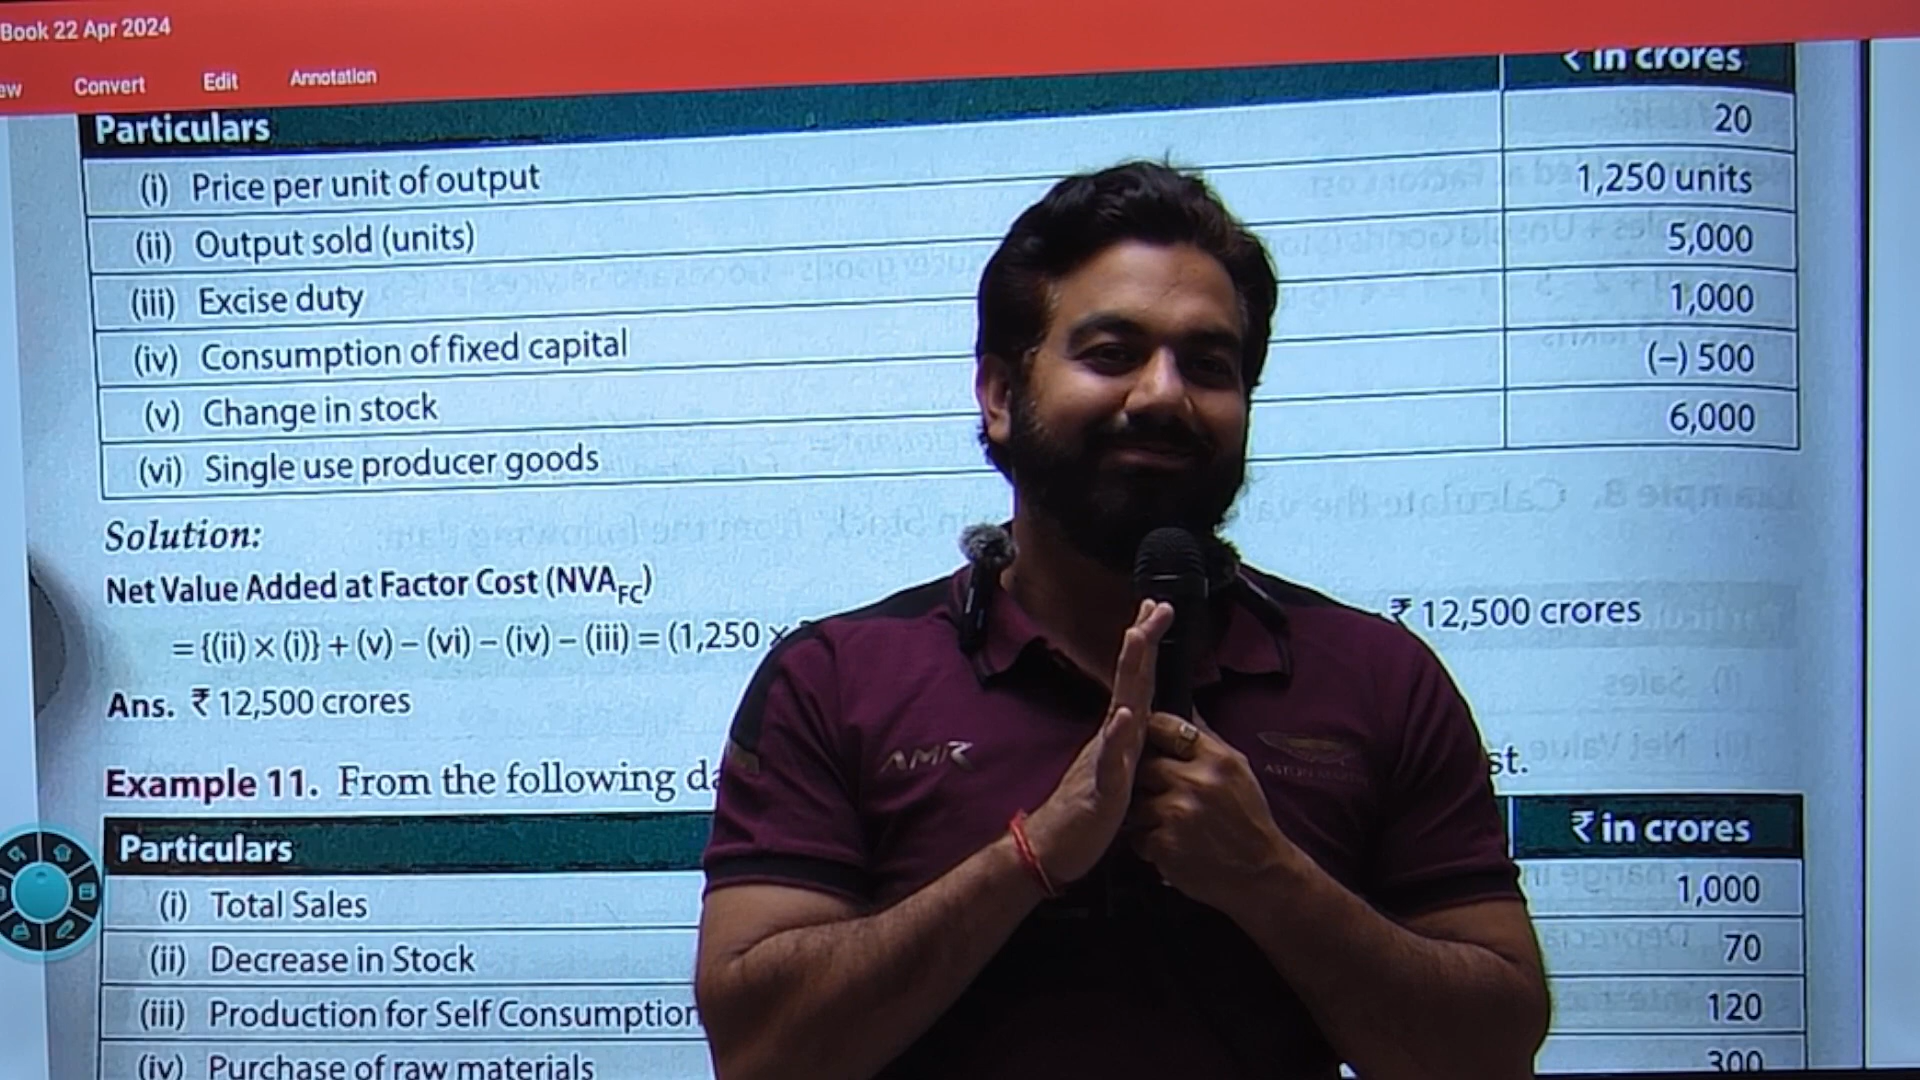 Book 22 Apr 2024
ew Convert Edit Annotation
Particulars ₹ in crores
(i) Price per unit of output 20
(ii) Output sold (units) 1,250 units
(iii) Excise duty 5,000
(iv) Consumption of fixed capital 1,000
(v) Change in stock (–) 500
(vi) Single use producer goods 6,000
Solution:
Net Value Added at Factor Cost (NVAFC)
= {(ii) × (i)} + (v) – (vi) – (iv) – (iii) = (1,250 × ₹ 12,500 crores
Ans. ₹ 12,500 crores
Example 11. From the following da st.
Particulars ₹ in crores
(i) Total Sales 1,000
(ii) Decrease in Stock 70
(iii) Production for Self Consumption 120
(iv) Purchase of raw materials 300
AMR
ASTON MARTIN